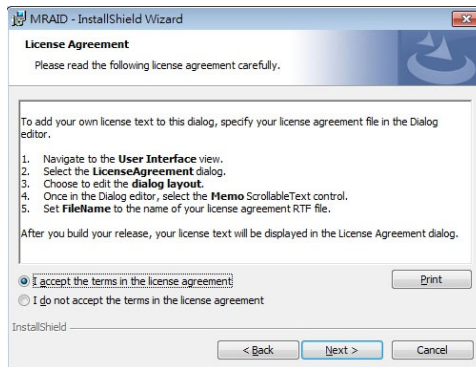 MRAID - InstallShield Wizard
License Agreement
Please read the following license agreement carefully.
To add your own license text to this dialog, specify your license agreement file in the Dialog
editor.
1. Navigate to the User Interface view.
2. Select the LicenseAgreement dialog.
3. Choose to edit the dialog layout.
4. Once in the Dialog editor, select the Memo ScrollableText control.
5. Set FileName to the name of your license agreement RTF file.
After you build your release, your license text will be displayed in the License Agreement dialog.
I accept the terms in the license agreement
Print
I do not accept the terms in the license agreement
InstallShield
< Back Next > Cancel